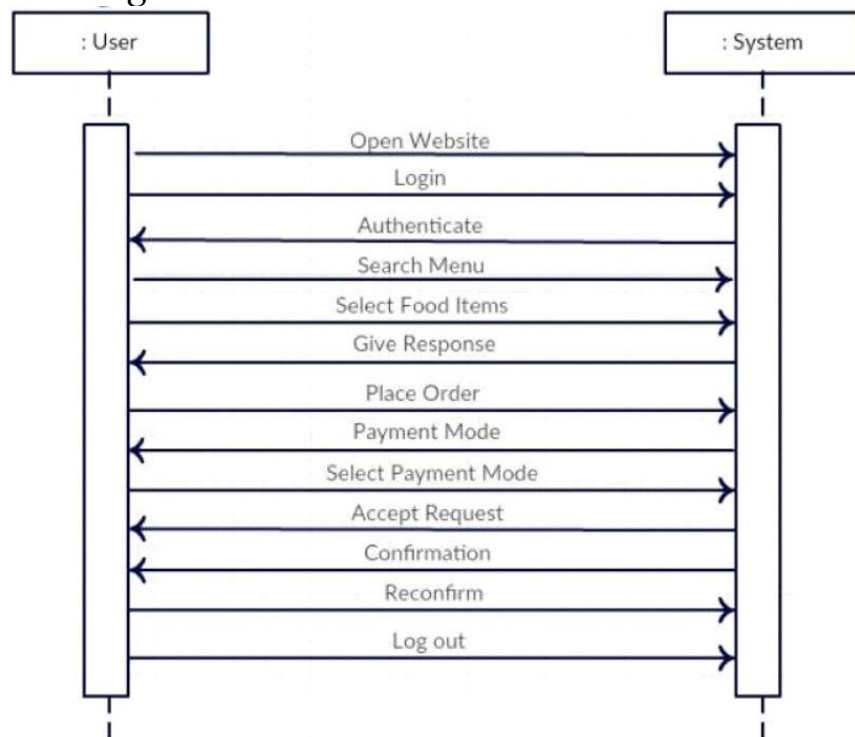 : User
: System
Open Website
Login
Authenticate
Search Menu
Select Food Items
Give Response
Place Order
Payment Mode
Select Payment Mode
Accept Request
Confirmation
Reconfirm
Log out